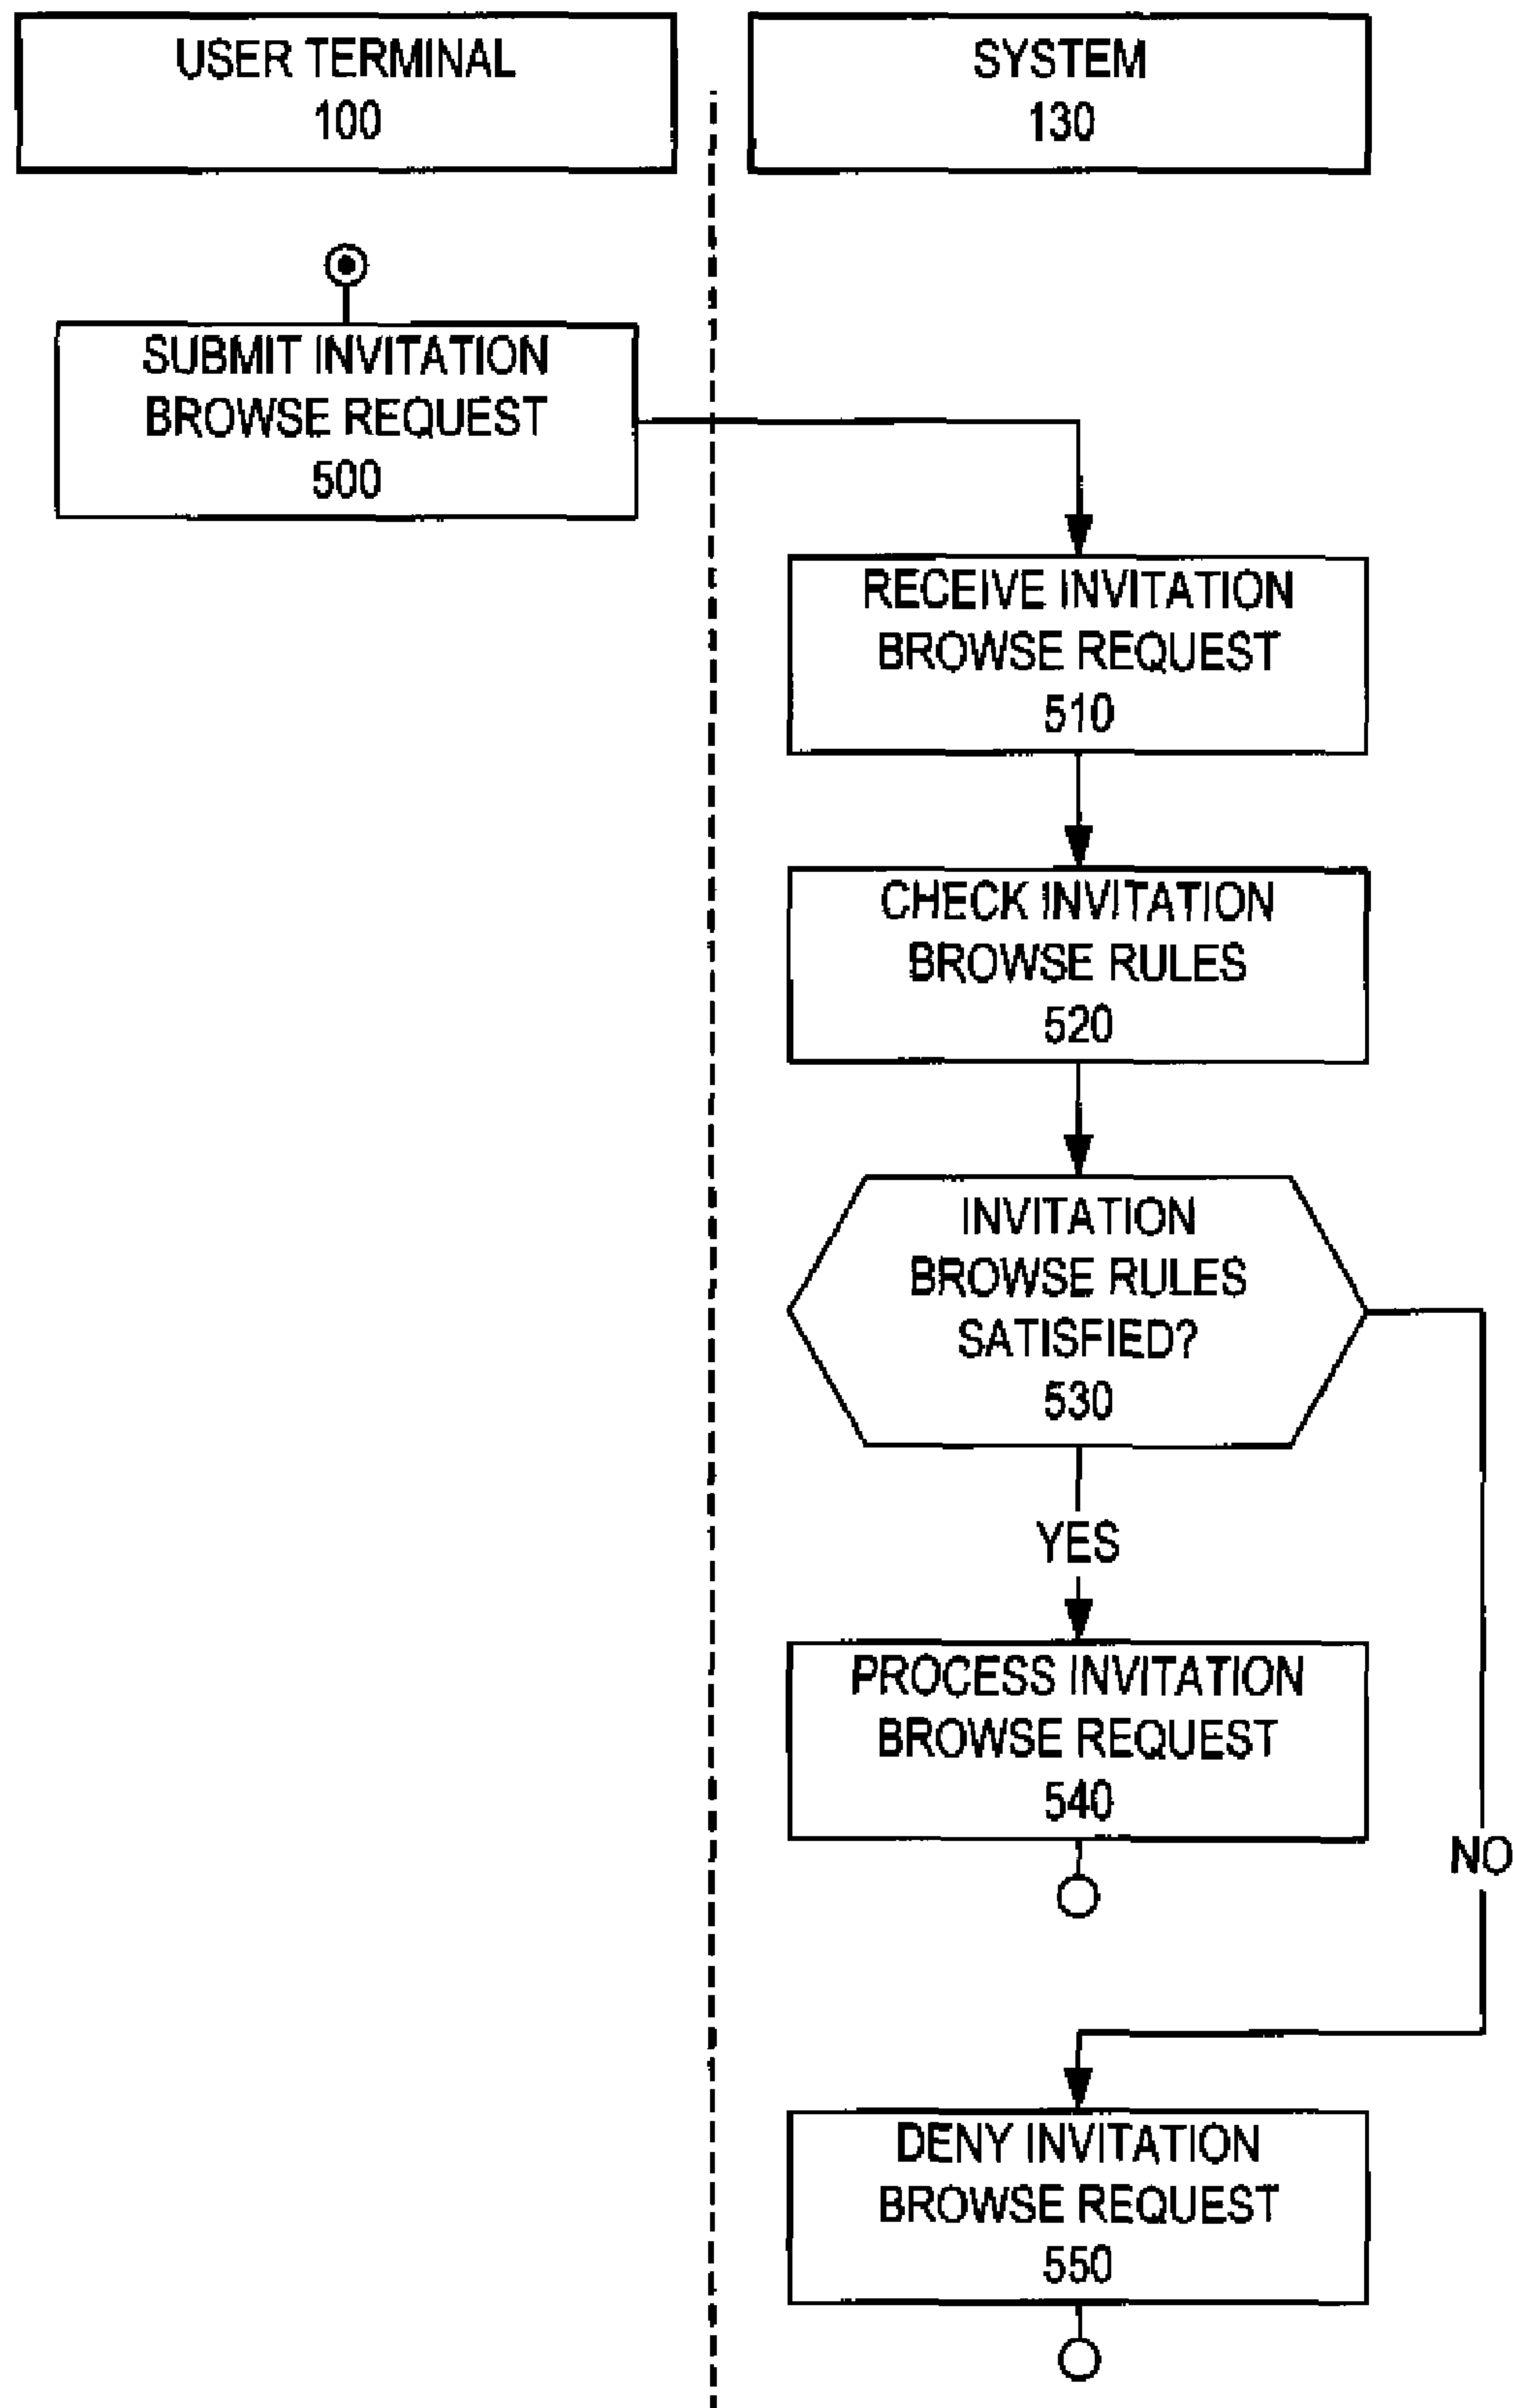 USER TERMINAL
100
SYSTEM
130
SUBMIT INVITATION
BROWSE REQUEST
500
RECEIVE INVITATION
BROWSE REQUEST
510
CHECK INVITATION
BROWSE RULES
520
INVITATION
BROWSE RULES
SATISFIED?
530
YES
PROCESS INVITATION
BROWSE REQUEST
540
NO
DENY INVITATION
BROWSE REQUEST
550